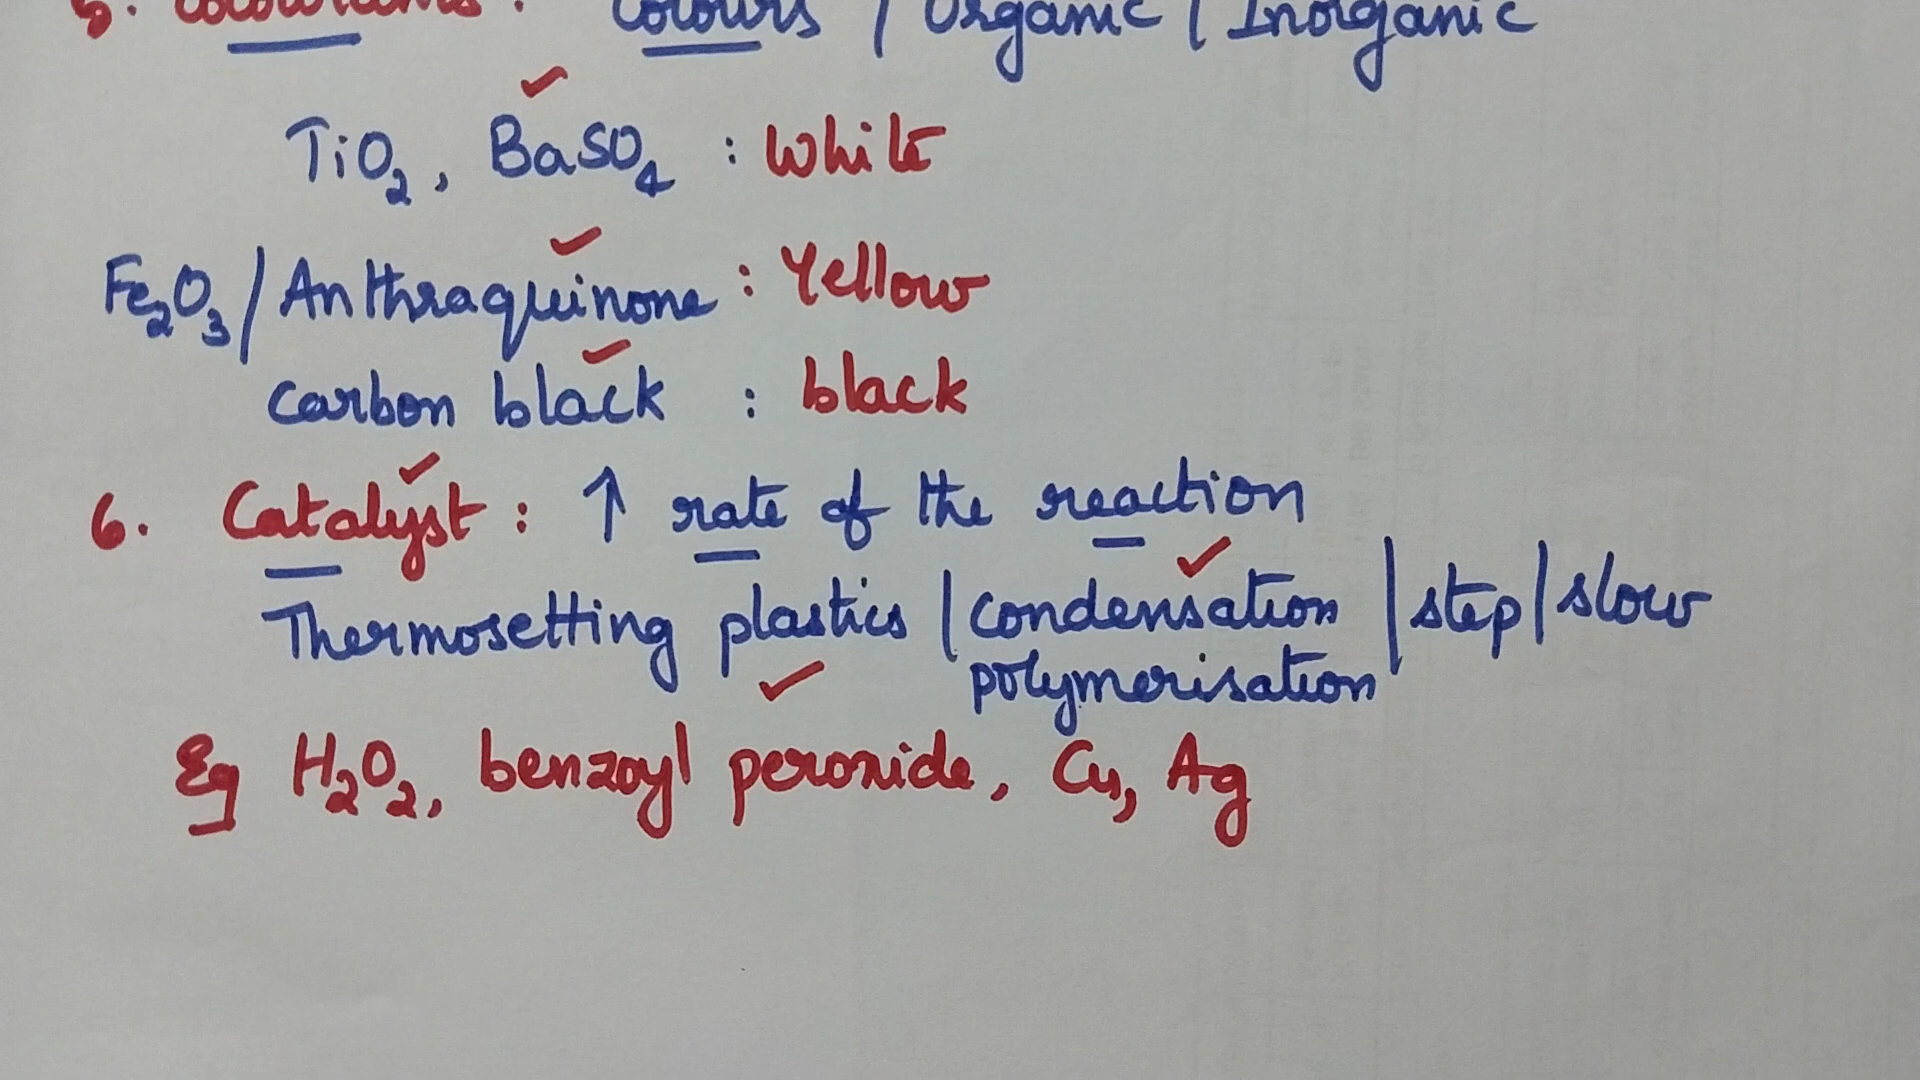 5. Colourants : Colours / Organic / Inorganic
TiO₂, BaSO₄ : White
Fe₂O₃ / Anthraquinone : Yellow
Carbon black : black
6. Catalyst : ↑ rate of the reaction
Thermosetting plastics / condensation / step / slow
polymerisation
Eg H₂O₂, benzoyl peroxide, Cu, Ag